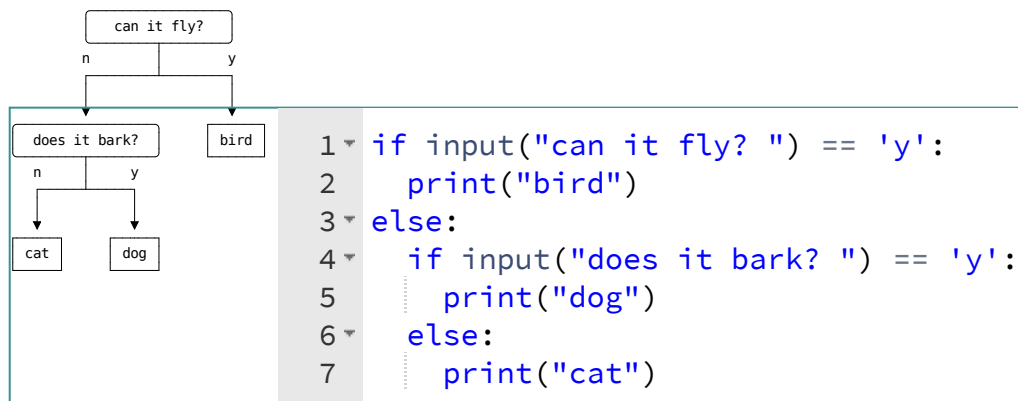 can it fly?
n y
does it bark? bird
n y
cat dog
1 if input("can it fly? ") == 'y':
2   print("bird")
3 else:
4   if input("does it bark? ") == 'y':
5     print("dog")
6   else:
7     print("cat")